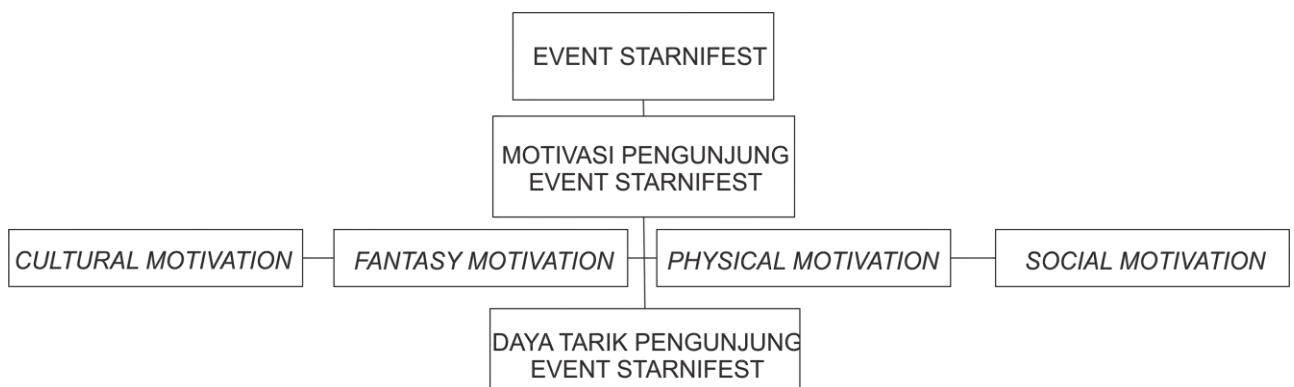 EVENT STARNIFEST
MOTIVASI PENGUNJUNG
EVENT STARNIFEST
CULTURAL MOTIVATION
FANTASY MOTIVATION
PHYSICAL MOTIVATION
SOCIAL MOTIVATION
DAYA TARIK PENGUNJUNG
EVENT STARNIFEST